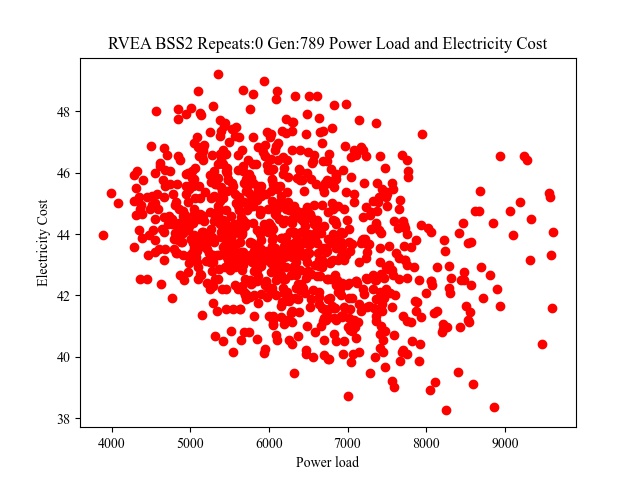 RVEA BSS2 Repeats:0 Gen:789 Power Load and Electricity Cost
Electricity Cost
48
46
44
42
40
38
4000 5000 6000 7000 8000 9000
Power load